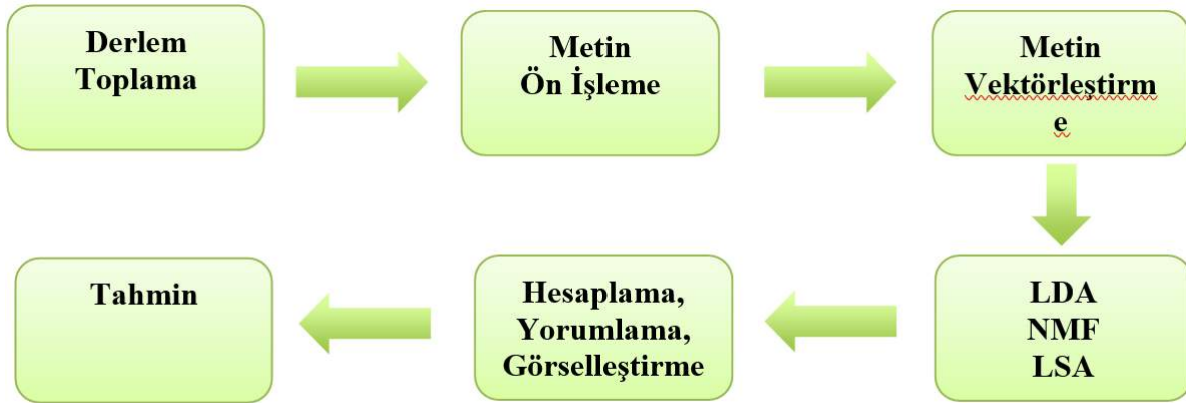 Derlem
Toplama
Metin
Ön İşleme
Metin
Vektörleştirm
e
LDA
NMF
LSA
Hesaplama,
Yorumlama,
Görselleştirme
Tahmin